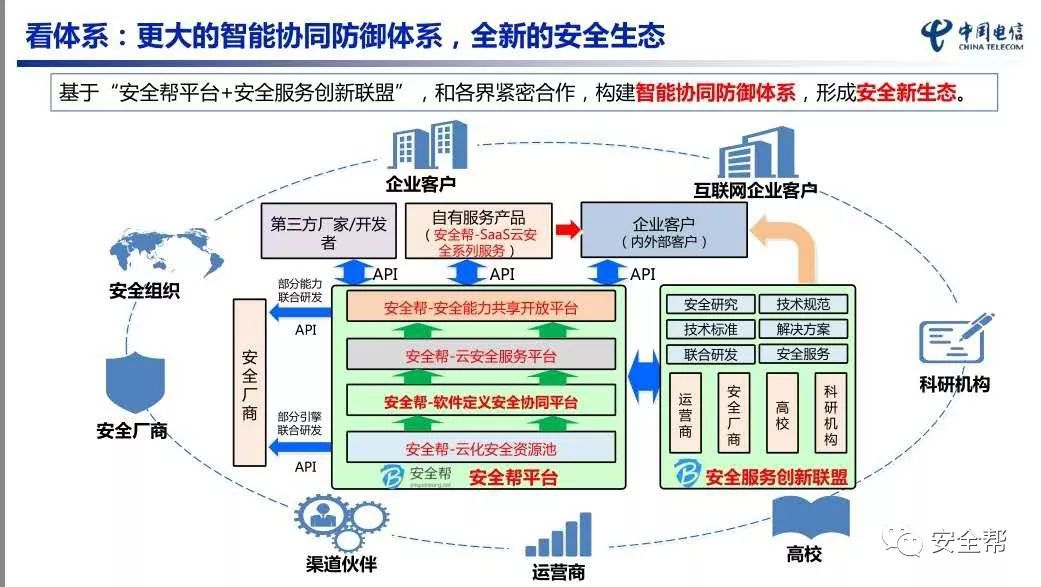 看体系：更大的智能协同防御体系，全新的安全生态
中国电信
CHINA TELECOM
基于“安全帮平台+安全服务创新联盟”，和各界紧密合作，构建智能协同防御体系，形成安全新生态。
企业客户
互联网企业客户
第三方厂家/开发
者
自有服务产品
（安全帮-SaaS云安
全系列服务）
企业客户
（内外部客户）
安全组织
API
API
API
部分能力
联合研发
API
安全厂商
安全帮-安全能力共享开放平台
安全帮-云安全服务平台
安全帮-软件定义安全协同平台
安全帮-云化安全资源池
安全帮
安全帮平台
部分引擎
联合研发
API
安全研究
技术规范
技术标准
解决方案
联合研发
安全服务
运营商
安全厂商
高校
科研机构
安全服务创新联盟
科研机构
安全厂商
渠道伙伴
运营商
高校
安全帮